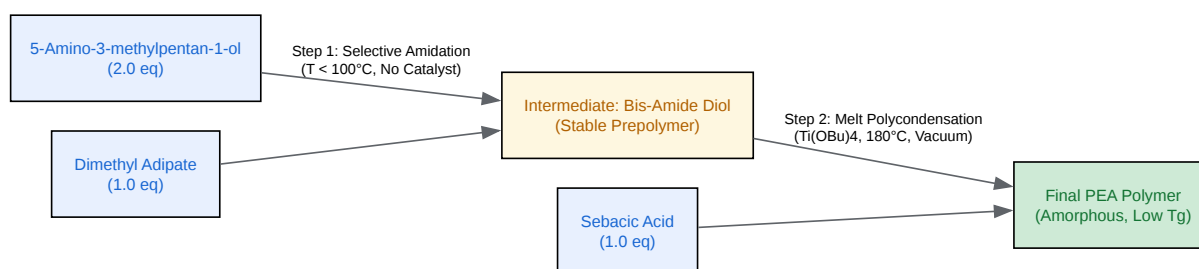 5-Amino-3-methylpentan-1-ol
(2.0 eq)
Step 1: Selective Amidation
(T < 100°C, No Catalyst)
Dimethyl Adipate
(1.0 eq)
Intermediate: Bis-Amide Diol
(Stable Prepolymer)
Step 2: Melt Polycondensation
(Ti(OBu)4, 180°C, Vacuum)
Sebacic Acid
(1.0 eq)
Final PEA Polymer
(Amorphous, Low Tg)